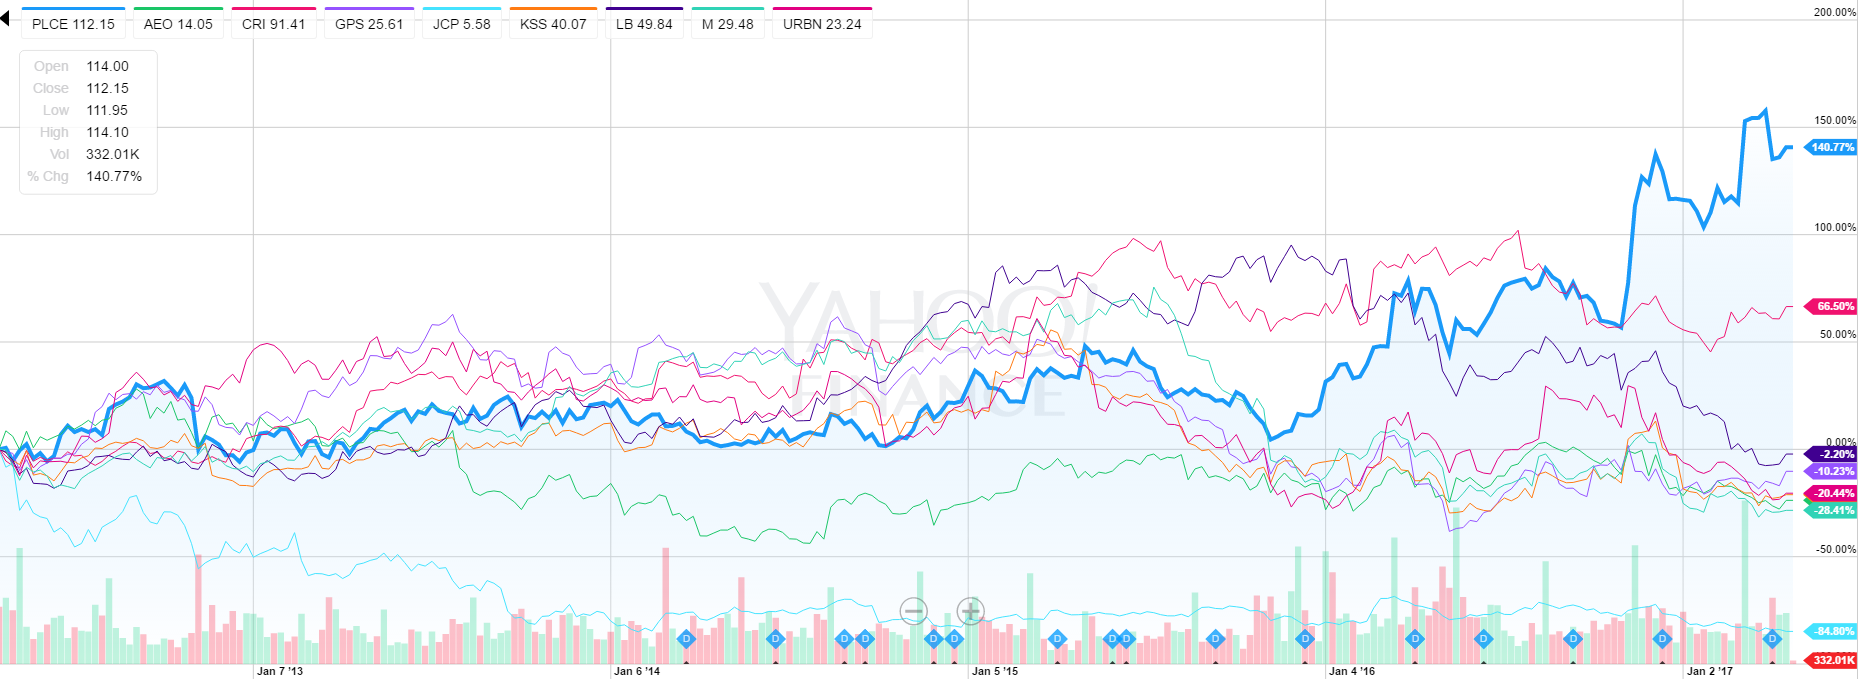 PLCE 112.15 AEO 14.05 CRI 91.41 GPS 25.61 JCP 5.58 KSS 40.07 LB 49.84 M 29.48 URBN 23.24
Open 114.00
Close 112.15
Low 111.95
High 114.10
Vol 332.01K
% Chg 140.77%
200.00%
150.00%
140.77%
100.00%
66.50%
50.00%
0.00%
-2.20%
-10.23%
-20.44%
-28.41%
-50.00%
-84.80%
332.01K
YAHOO!
FINANCE
D D D D D D D D D D D D D D D D
Jan 7 '13 Jan 6 '14 Jan 5 '15 Jan 4 '16 Jan 2 '17